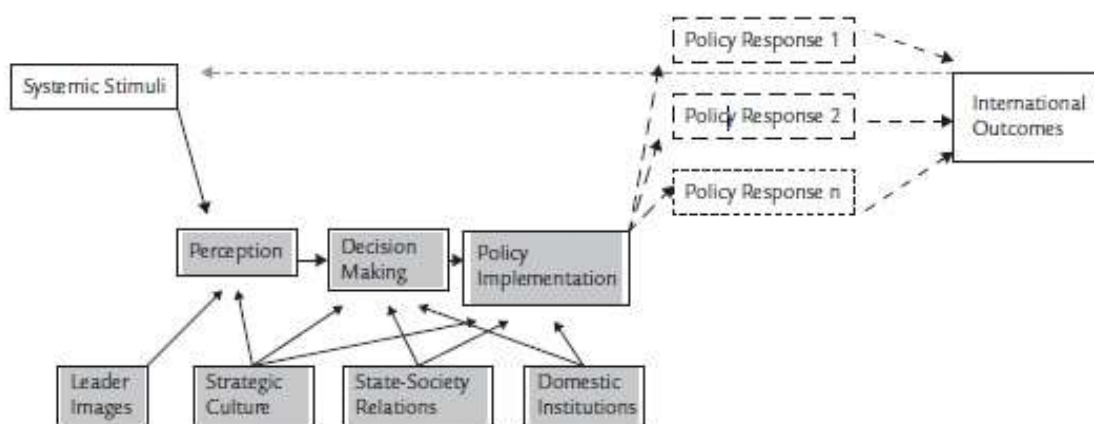 Policy Response 1
Systemic Stimuli
Policy Response 2
International
Outcomes
Policy Response n
Perception
Decision
Making
Policy
Implementation
Leader
Images
Strategic
Culture
State-Society
Relations
Domestic
Institutions